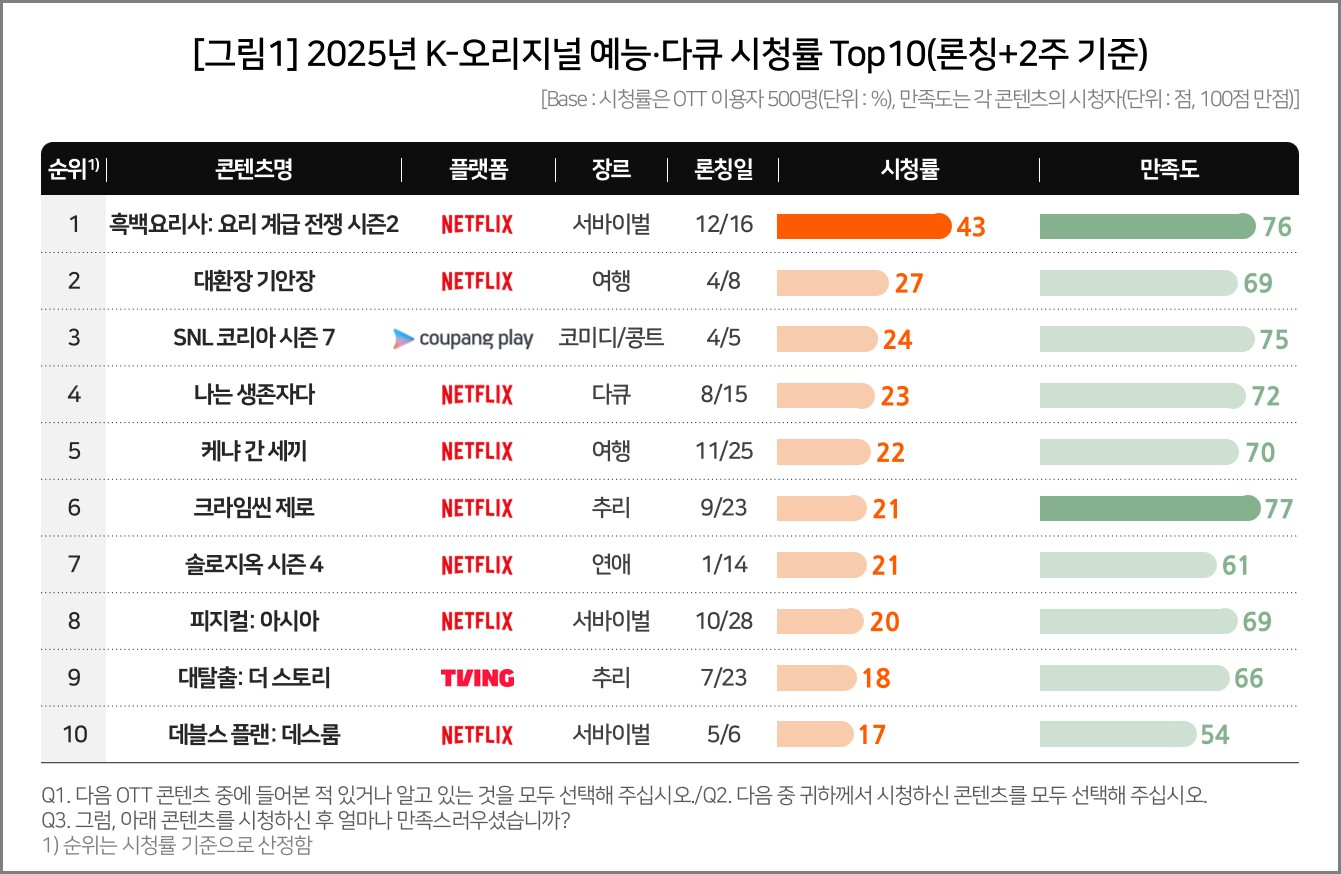 [그림1] 2025년 K-오리지널 예능·다큐 시청률 Top10(론칭+2주 기준)
[Base : 시청률은 OTT 이용자 500명(단위 : %), 만족도는 각 콘텐츠의 시청자(단위 : 점, 100점 만점)]
순위1) 콘텐츠명 플랫폼 장르 론칭일 시청률 만족도
1 흑백요리사: 요리 계급 전쟁 시즌2 NETFLIX 서바이벌 12/16 43 76
2 대환장 기안장 NETFLIX 여행 4/8 27 69
3 SNL 코리아 시즌 7 coupang play 코미디/콩트 4/5 24 75
4 나는 생존자다 NETFLIX 다큐 8/15 23 72
5 케냐 간 세끼 NETFLIX 여행 11/25 22 70
6 크라임씬 제로 NETFLIX 추리 9/23 21 77
7 솔로지옥 시즌 4 NETFLIX 연애 1/14 21 61
8 피지컬: 아시아 NETFLIX 서바이벌 10/28 20 69
9 대탈출: 더 스토리 TVING 추리 7/23 18 66
10 데블스 플랜: 데스룸 NETFLIX 서바이벌 5/6 17 54
Q1. 다음 OTT 콘텐츠 중에 들어본 적 있거나 알고 있는 것을 모두 선택해 주십시오./Q2. 다음 중 귀하께서 시청하신 콘텐츠를 모두 선택해 주십시오.
Q3. 그럼, 아래 콘텐츠를 시청하신 후 얼마나 만족스러우셨습니까?
1) 순위는 시청률 기준으로 산정함